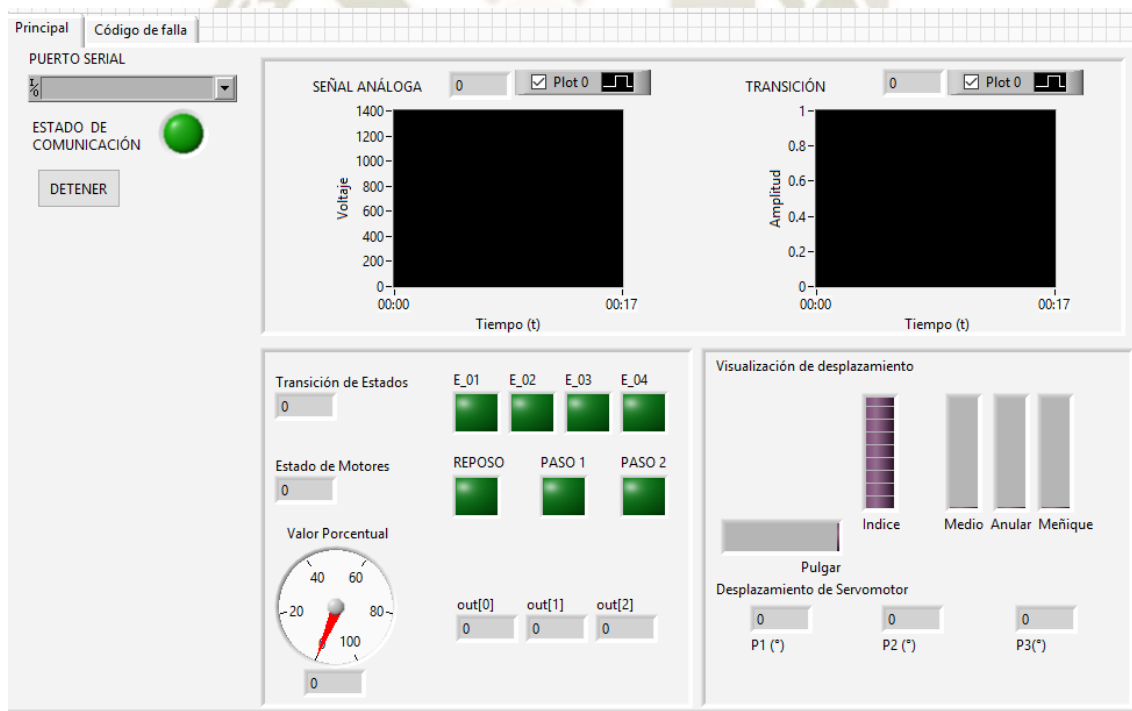 Principal Código de falla
PUERTO SERIAL
I/O
ESTADO DE
COMUNICACIÓN
DETENER
SEÑAL ANÁLOGA 0 Plot 0
1400
1200
1000
800
600
400
200
0
Voltaje
00:00 00:17
Tiempo (t)
TRANSICIÓN 0 Plot 0
1
0.8
0.6
0.4
0.2
0
Amplitud
00:00 00:17
Tiempo (t)
Transición de Estados
0
E_01 E_02 E_03 E_04
Estado de Motores
0
REPOSO PASO 1 PASO 2
Valor Porcentual
40 60
20 80
0 100
0
out[0] out[1] out[2]
0 0 0
Visualización de desplazamiento
Indice Medio Anular Meñique
Pulgar
Desplazamiento de Servomotor
0 0 0
P1 (°) P2 (°) P3(°)